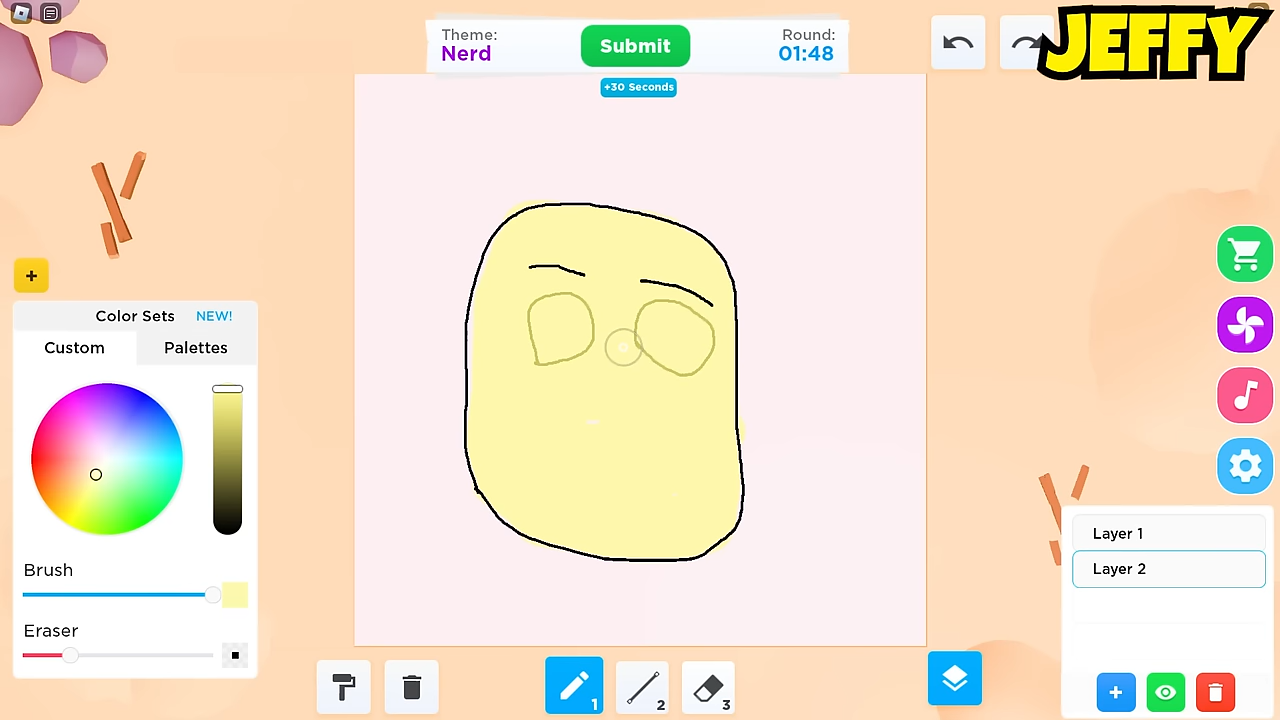 Theme:
Nerd
Submit
Round:
01:48
+30 Seconds
JEFFY
+
Color Sets NEW!
Custom Palettes
Brush
Eraser
1
2
3
Layer 1
Layer 2
+